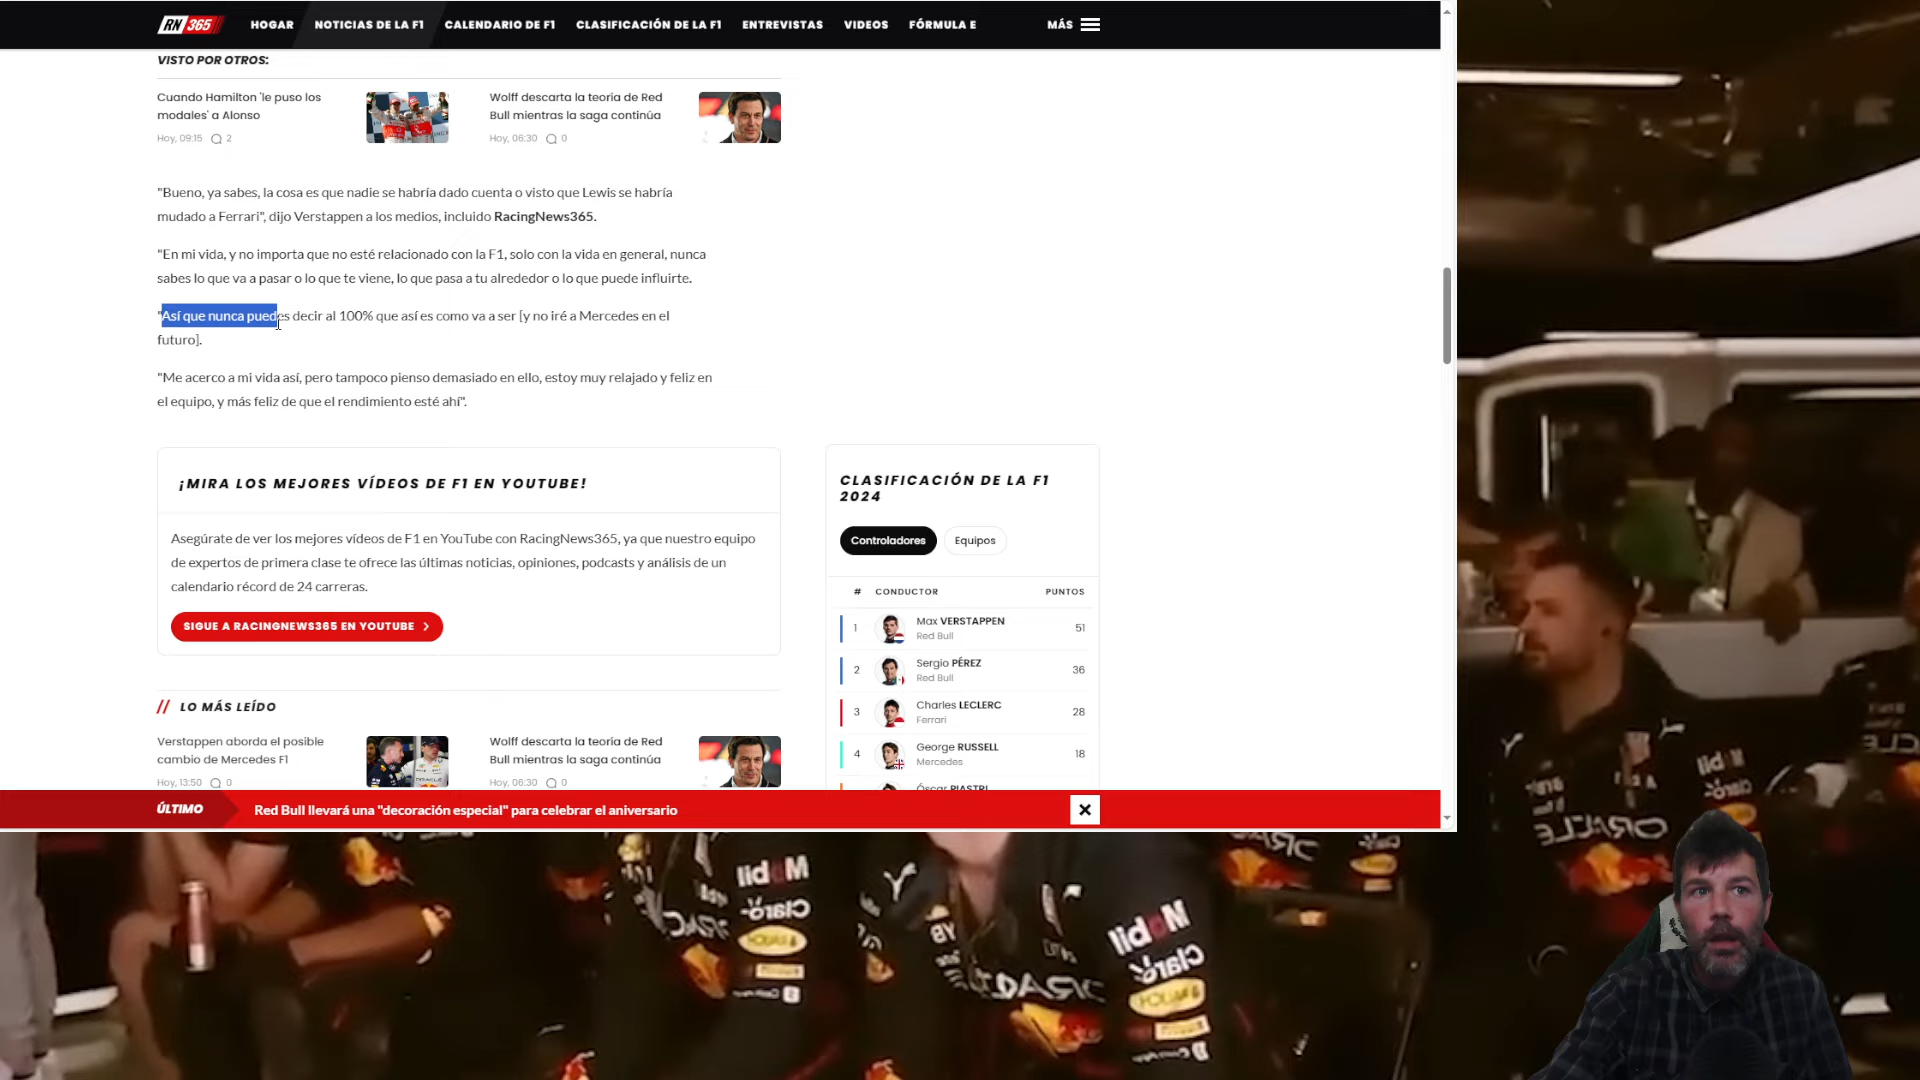 RN 365
HOGAR
NOTICIAS DE LA F1
CALENDARIO DE F1
CLASIFICACIÓN DE LA F1
ENTREVISTAS
VIDEOS
FÓRMULA E
MÁS
VISTO POR OTROS:
Cuando Hamilton 'le puso los
modales' a Alonso
Hoy, 09:15 2
Wolff descarta la teoría de Red
Bull mientras la saga continúa
Hoy, 06:30 0
"Bueno, ya sabes, la cosa es que nadie se habría dado cuenta o visto que Lewis se habría
mudado a Ferrari", dijo Verstappen a los medios, incluido RacingNews365.
"En mi vida, y no importa que no esté relacionado con la F1, solo con la vida en general, nunca
sabes lo que va a pasar o lo que te viene, lo que pasa a tu alrededor o lo que puede influirte.
"Así que nunca puedes decir al 100% que así es como va a ser [y no iré a Mercedes en el
futuro].
"Me acerco a mi vida así, pero tampoco pienso demasiado en ello, estoy muy relajado y feliz en
el equipo, y más feliz de que el rendimiento esté ahí".
¡MIRA LOS MEJORES VÍDEOS DE F1 EN YOUTUBE!
Asegúrate de ver los mejores vídeos de F1 en YouTube con RacingNews365, ya que nuestro equipo
de expertos de primera clase te ofrece las últimas noticias, opiniones, podcasts y análisis de un
calendario récord de 24 carreras.
SIGUE A RACINGNEWS365 EN YOUTUBE
CLASIFICACIÓN DE LA F1
2024
Controladores
Equipos
# CONDUCTOR PUNTOS
1 Max VERSTAPPEN 51
Red Bull
2 Sergio PÉREZ 36
Red Bull
3 Charles LECLERC 28
Ferrari
4 George RUSSELL 18
Mercedes
Óscar PIASTRI
// LO MÁS LEÍDO
Verstappen aborda el posible
cambio de Mercedes F1
Hoy, 13:50 0
Wolff descarta la teoría de Red
Bull mientras la saga continúa
Hoy, 06:30 0
ÚLTIMO
Red Bull llevará una "decoración especial" para celebrar el aniversario
Mobil
Claro
Mobil
Claro
ORACLE